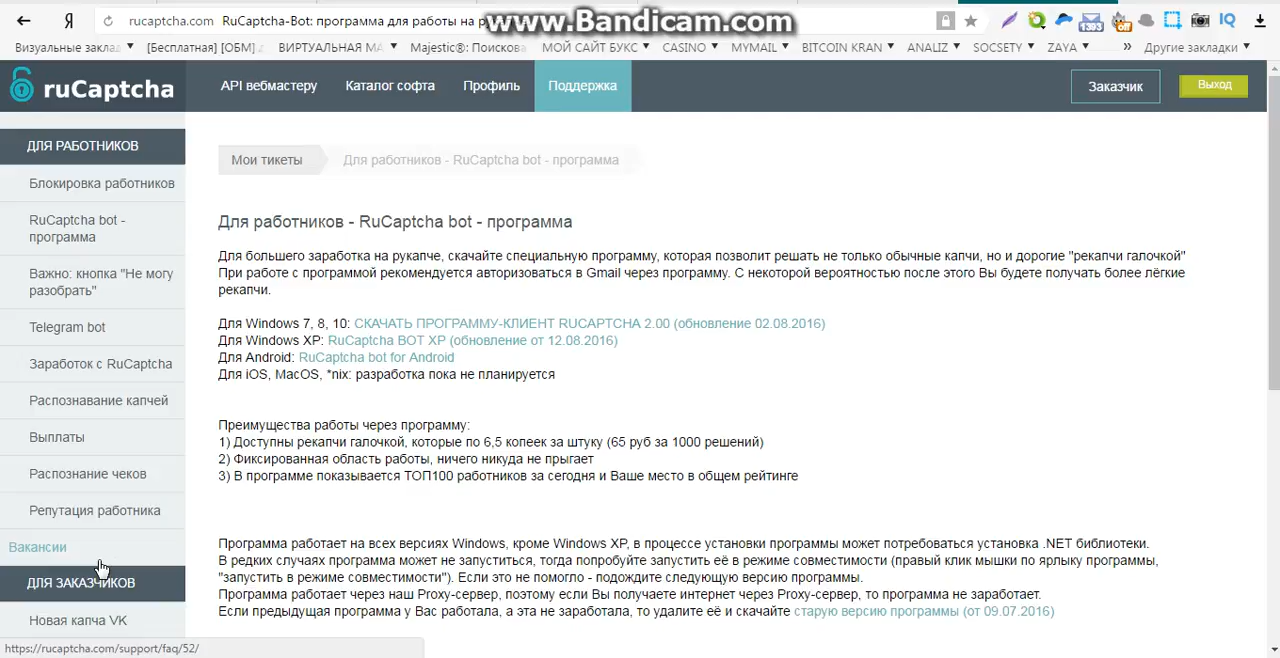 Я
rucaptcha.com RuCaptcha-Bot: программа для работы на р
www.Bandicam.com
1393
off
IQ
Визуальные заклад
[Бесплатная] [ОБМ]
ВИРТУАЛЬНАЯ МА
Majestic®: Поискова
МОЙ САЙТ БУКС
CASINO
MYMAIL
BITCOIN KRAN
ANALIZ
SOCSETY
ZAYA
»
Другие закладки
ruCaptcha
API вебмастеру
Каталог софта
Профиль
Поддержка
Заказчик
Выход
ДЛЯ РАБОТНИКОВ
Блокировка работников
RuCaptcha bot -
программа
Важно: кнопка "Не могу
разобрать"
Telegram bot
Заработок с RuCaptcha
Распознавание капчей
Выплаты
Распознание чеков
Репутация работника
Вакансии
ДЛЯ ЗАКАЗЧИКОВ
Новая капча VK
Мои тикеты
Для работников - RuCaptcha bot - программа
Для работников - RuCaptcha bot - программа
Для большего заработка на рукапче, скачайте специальную программу, которая позволит решать не только обычные капчи, но и дорогие "рекапчи галочкой"
При работе с программой рекомендуется авторизоваться в Gmail через программу. С некоторой вероятностью после этого Вы будете получать более лёгкие
рекапчи.
Для Windows 7, 8, 10: СКАЧАТЬ ПРОГРАММУ-КЛИЕНТ RUCAPTCHA 2.00 (обновление 02.08.2016)
Для Windows XP: RuCaptcha BOT XP (обновление от 12.08.2016)
Для Android: RuCaptcha bot for Android
Для iOS, MacOS, *nix: разработка пока не планируется
Преимущества работы через программу:
1) Доступны рекапчи галочкой, которые по 6,5 копеек за штуку (65 руб за 1000 решений)
2) Фиксированная область работы, ничего никуда не прыгает
3) В программе показывается ТОП100 работников за сегодня и Ваше место в общем рейтинге
Программа работает на всех версиях Windows, кроме Windows XP, в процессе установки программы может потребоваться установка .NET библиотеки.
В редких случаях программа может не запуститься, тогда попробуйте запустить её в режиме совместимости (правый клик мышки по ярлыку программы,
"запустить в режиме совместимости"). Если это не помогло - подождите следующую версию программы.
Программа работает через наш Proxy-сервер, поэтому если Вы получаете интернет через Proxy-сервер, то программа не заработает.
Если предыдущая программа у Вас работала, а эта не заработала, то удалите её и скачайте старую версию программы (от 09.07.2016)
https://rucaptcha.com/support/faq/52/